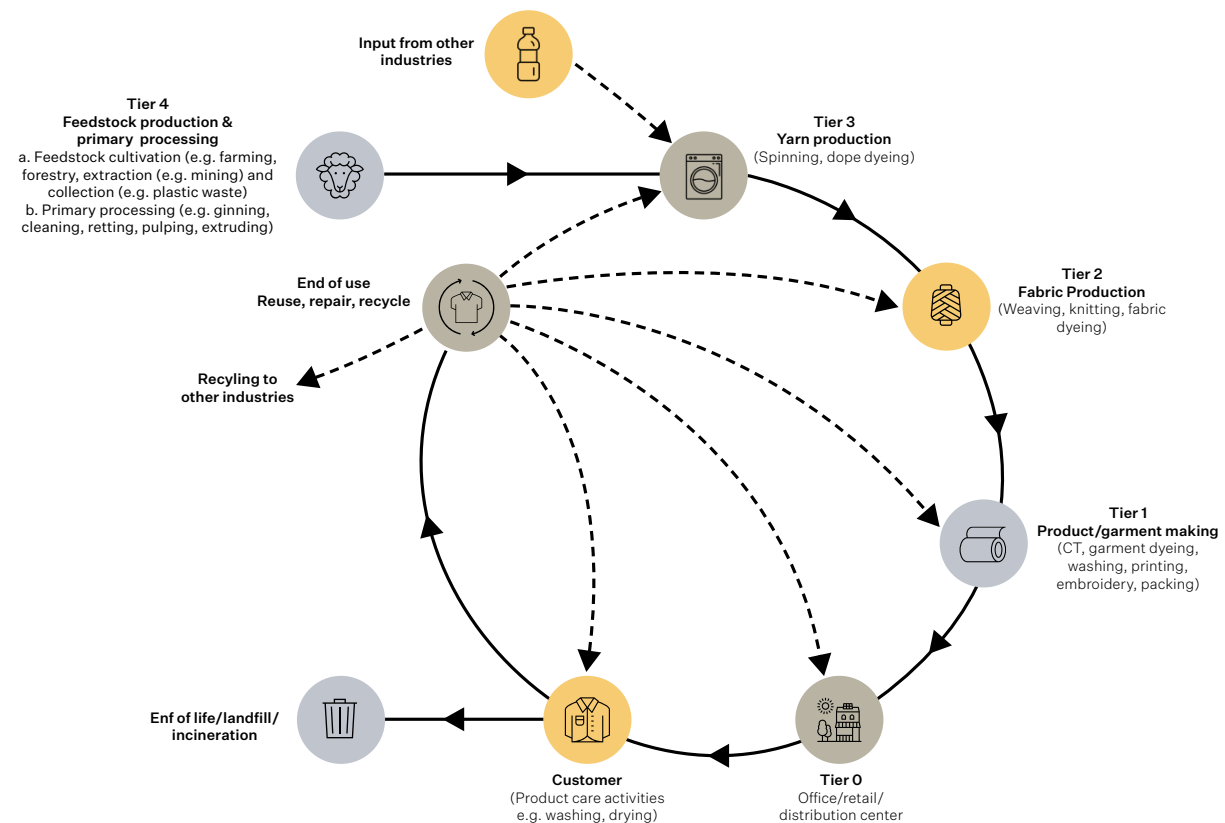 Input from other
industries
Tier 4
Feedstock production &
primary  processing
a. Feedstock cultivation (e.g. farming,
forestry, extraction (e.g. mining) and
collection (e.g. plastic waste)
b. Primary processing (e.g. ginning,
cleaning, retting, pulping, extruding)
Tier 3
Yarn production
(Spinning, dope dyeing)
End of use
Reuse, repair, recycle
Tier 2
Fabric Production
(Weaving, knitting, fabric
dyeing)
Recyling to
other industries
Tier 1
Product/garment making
(CT, garment dyeing,
washing, printing,
embroidery, packing)
Enf of life/landfill/
incineration
Customer
(Product care activities
e.g. washing, drying)
Tier 0
Office/retail/
distribution center